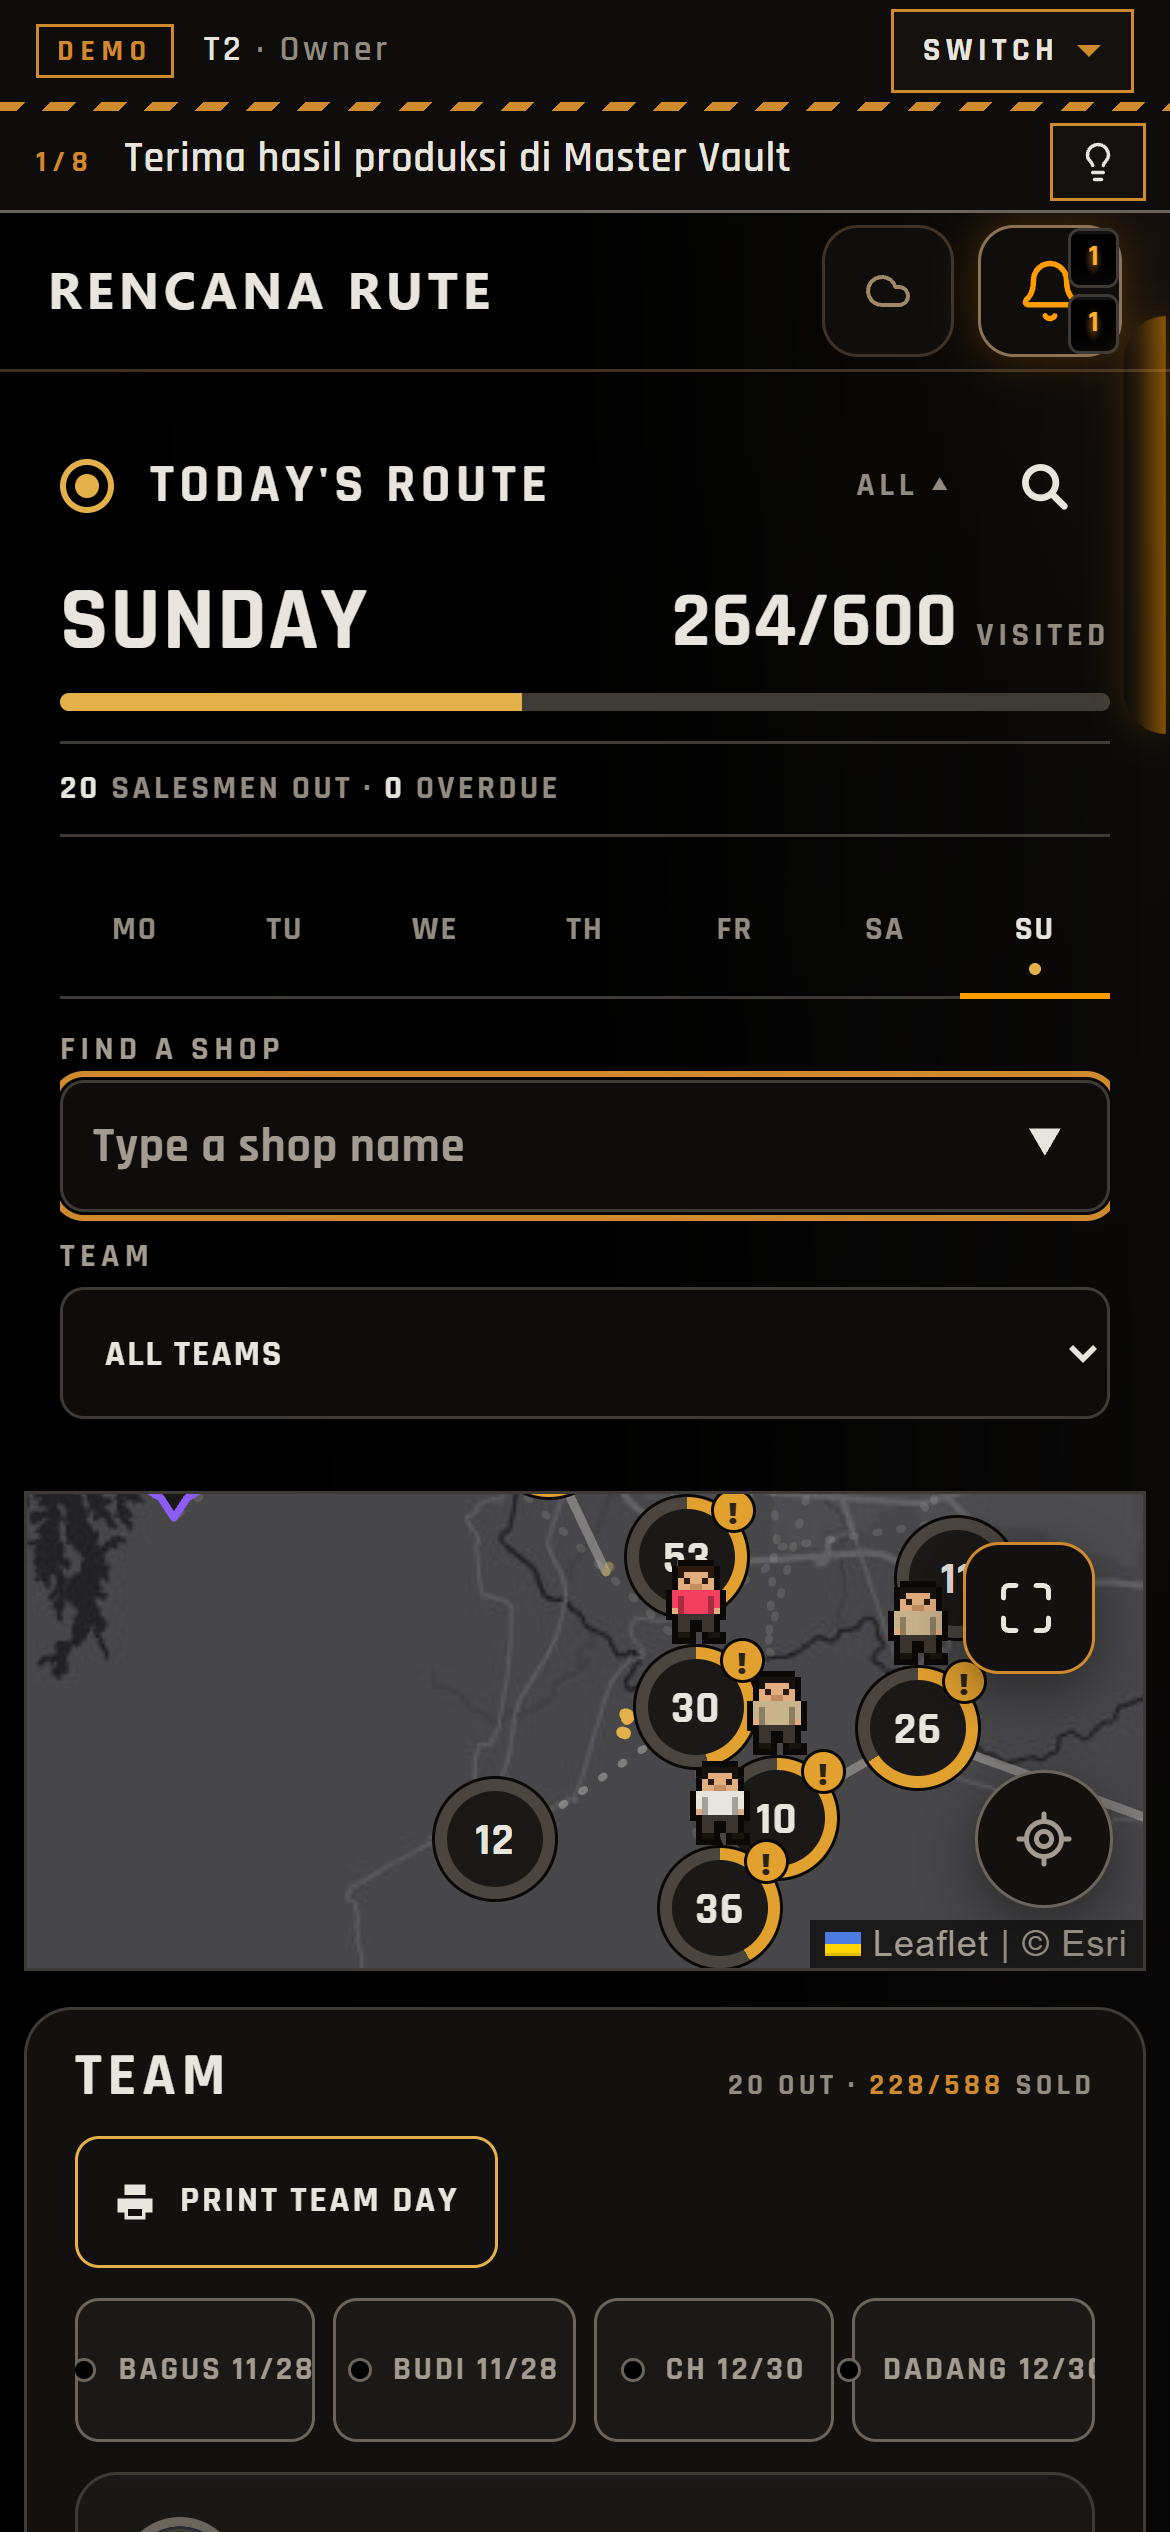 DEMO T2 · Owner SWITCH
1/8 Terima hasil produksi di Master Vault
RENCANA RUTE 1
1
TODAY'S ROUTE ALL
SUNDAY 264/600 VISITED
20 SALESMEN OUT · 0 OVERDUE
MO TU WE TH FR SA SU
FIND A SHOP
Type a shop name
TEAM
ALL TEAMS
53 !
30 !
26 !
10 !
12
36 !
Leaflet | © Esri
TEAM 20 OUT · 228/588 SOLD
PRINT TEAM DAY
BAGUS 11/28 BUDI 11/28 CH 12/30 DADANG